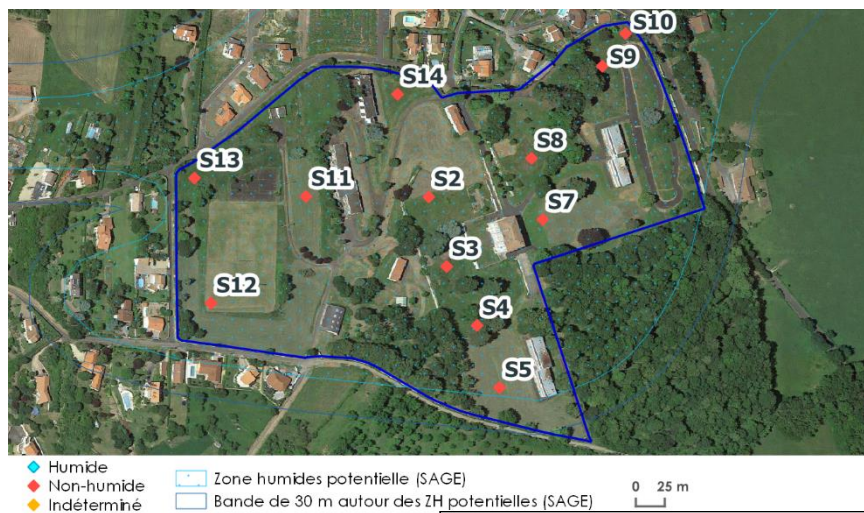 S10
S9
S14
S8
S13
S11
S2
S7
S3
S12
S4
S5
Humide
Non-humide
Indéterminé
Zone humides potentielle (SAGE)
Bande de 30 m autour des ZH potentielles (SAGE)
0 25 m